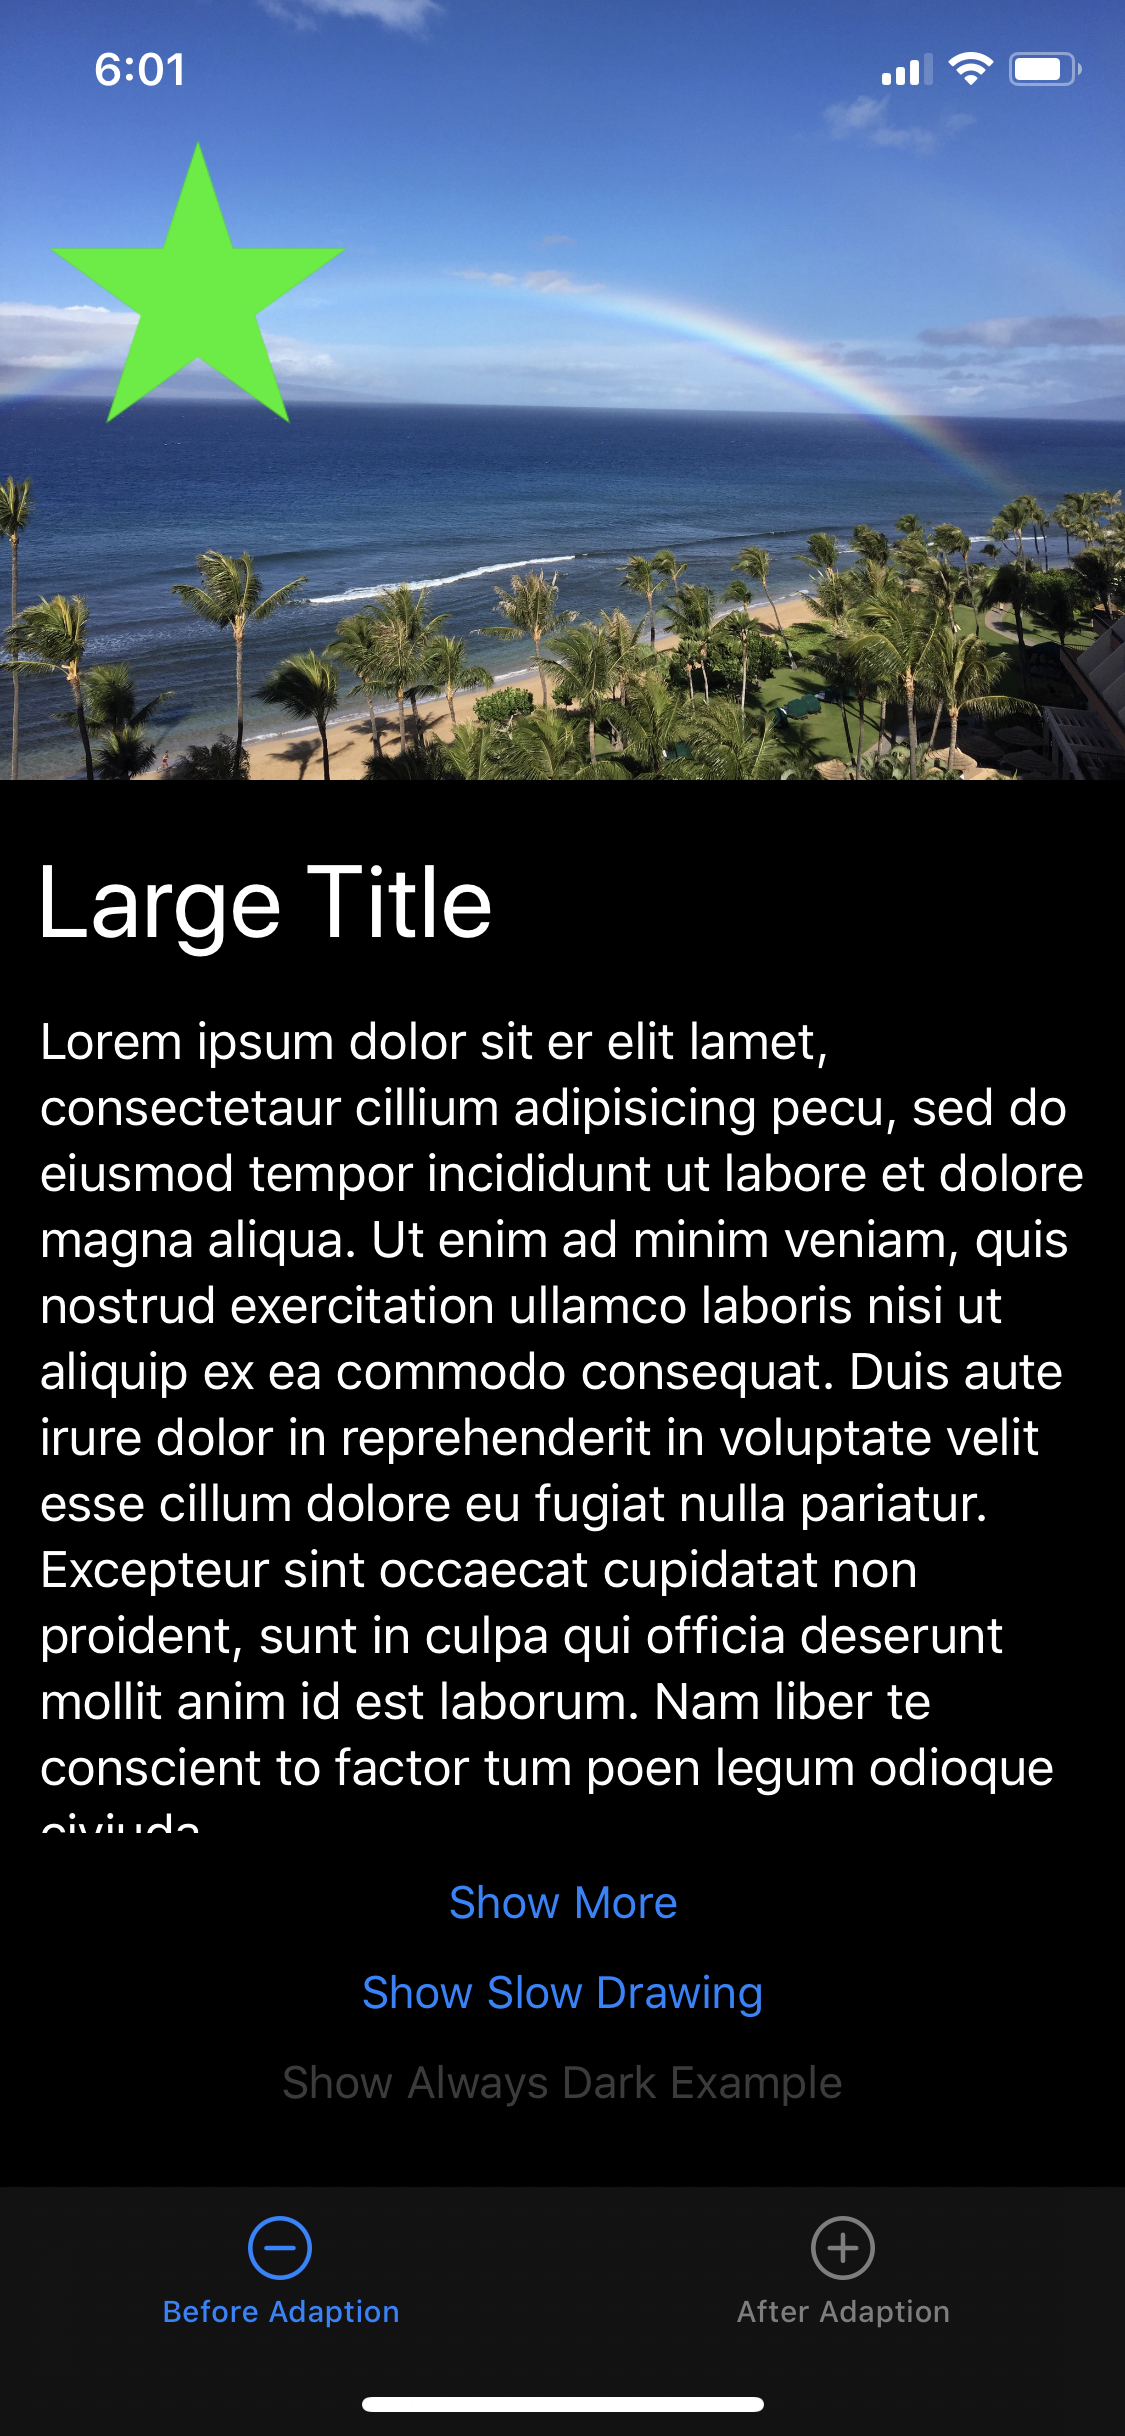 6:01
Large Title
Lorem ipsum dolor sit er elit lamet,
consectetaur cillium adipisicing pecu, sed do
eiusmod tempor incididunt ut labore et dolore
magna aliqua. Ut enim ad minim veniam, quis
nostrud exercitation ullamco laboris nisi ut
aliquip ex ea commodo consequat. Duis aute
irure dolor in reprehenderit in voluptate velit
esse cillum dolore eu fugiat nulla pariatur.
Excepteur sint occaecat cupidatat non
proident, sunt in culpa qui officia deserunt
mollit anim id est laborum. Nam liber te
conscient to factor tum poen legum odioque
civiuda
Show More
Show Slow Drawing
Show Always Dark Example
Before Adaption
After Adaption